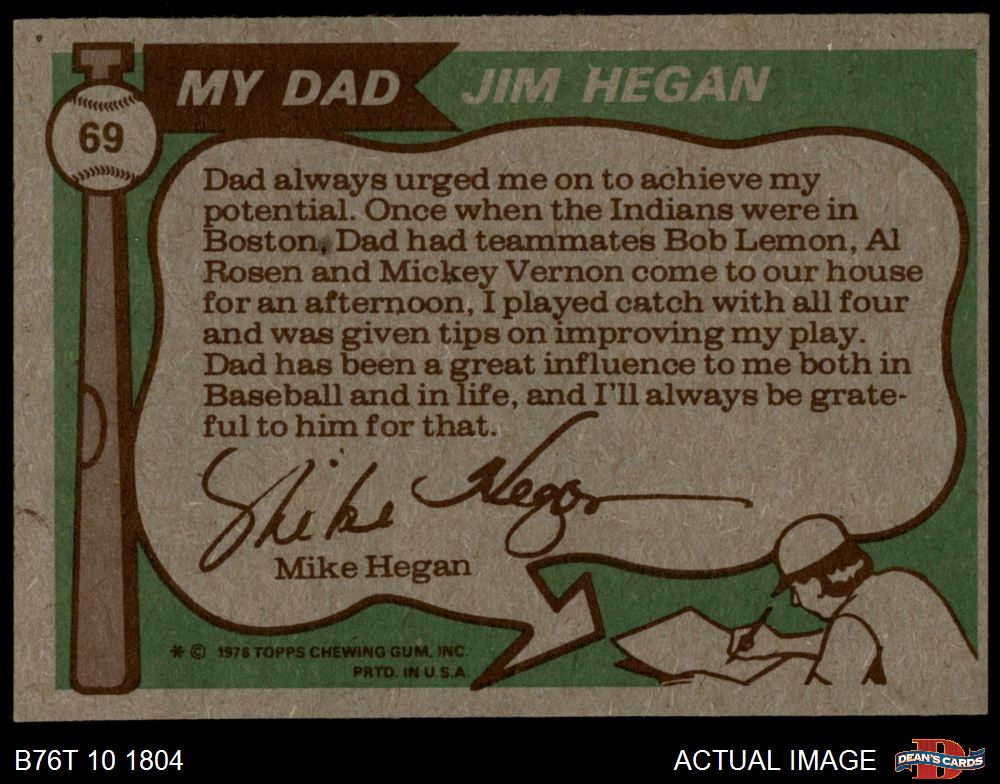 MY DAD JIM HEGAN
69
Dad always urged me on to achieve my
potential. Once when the Indians were in
Boston, Dad had teammates Bob Lemon, Al
Rosen and Mickey Vernon come to our house
for an afternoon, I played catch with all four
and was given tips on improving my play.
Dad has been a great influence to me both in
Baseball and in life, and I'll always be grate-
ful to him for that.
Mike Hegan
Mike Hegan
* © 1976 TOPPS CHEWING GUM, INC.
PRTD. IN U.S.A.
B76T 10 1804
ACTUAL IMAGE
D
DEAN'S CARDS